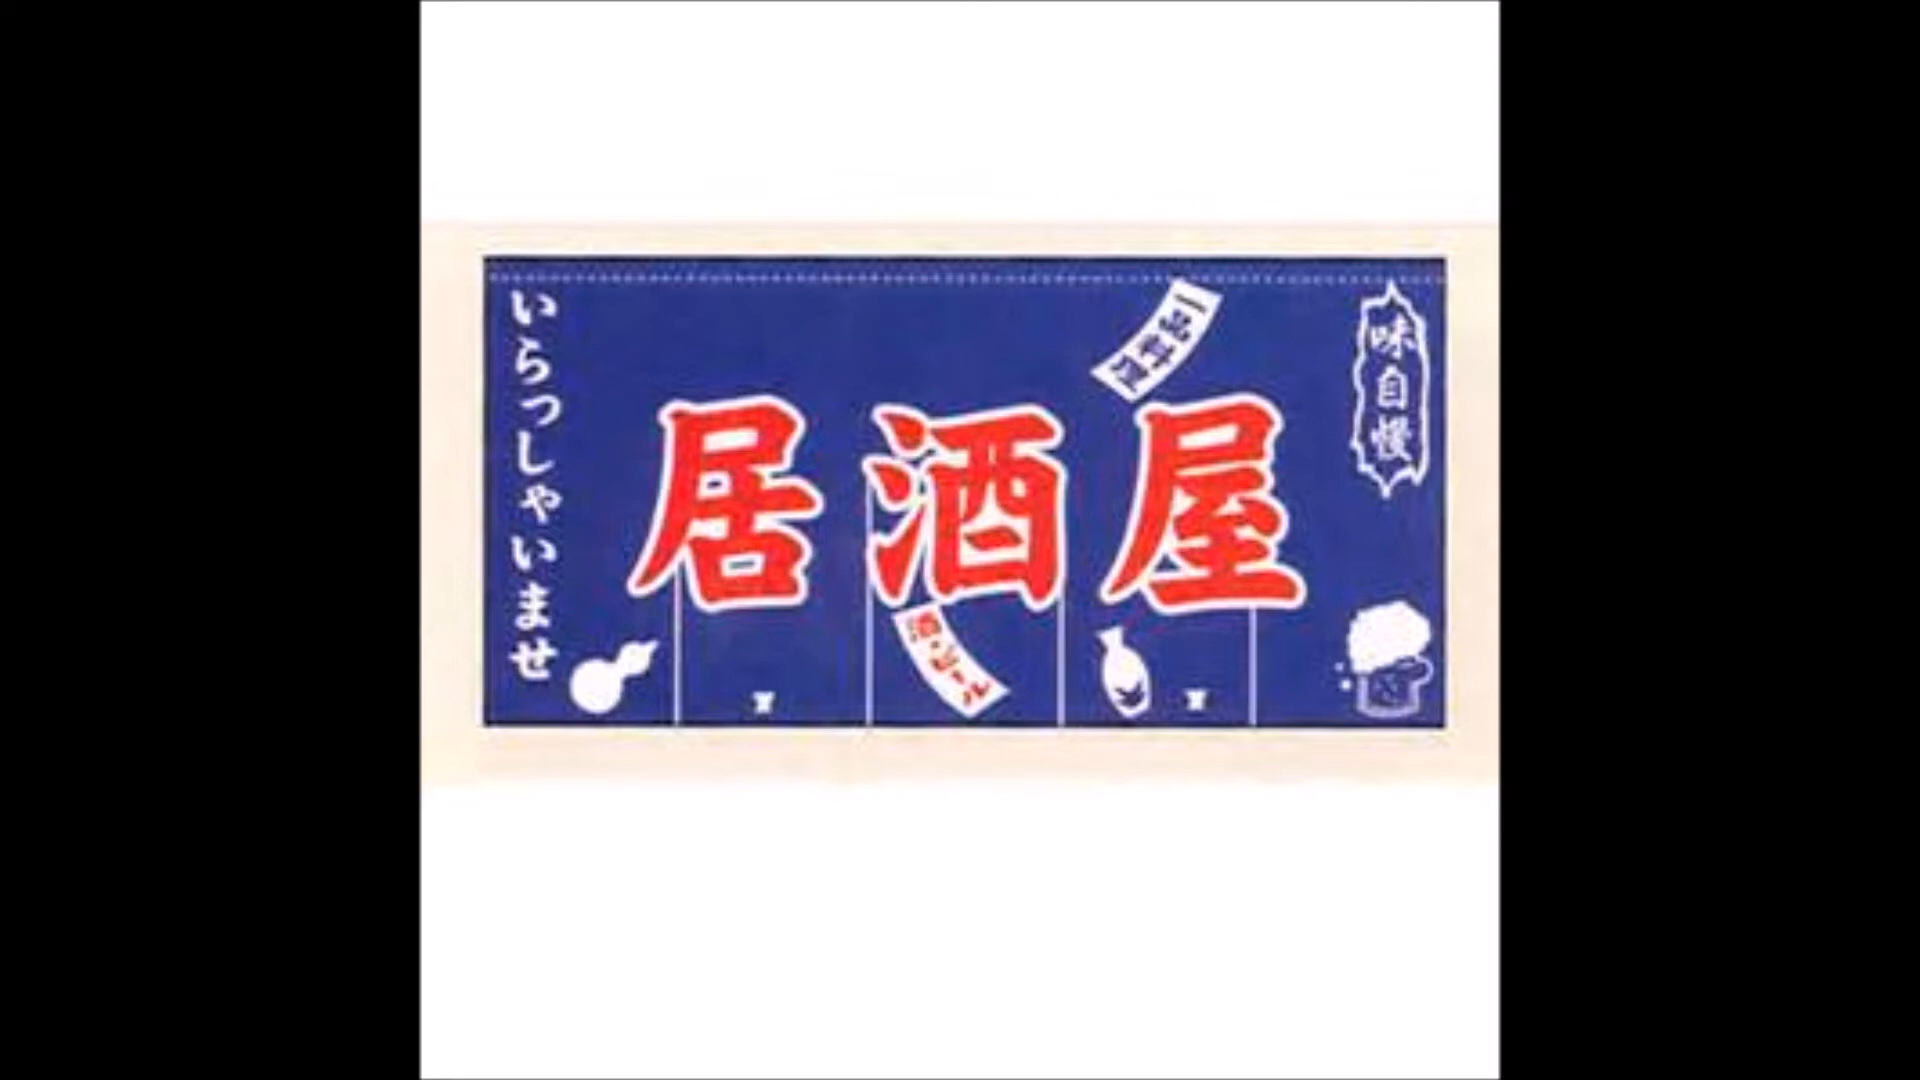 いらっしゃいませ
居酒屋
一品料理
味自慢
酒・ビール